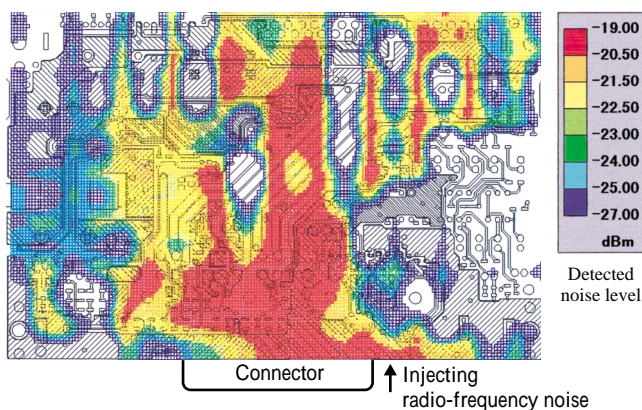 -19.00
-20.50
-21.50
-22.50
-23.00
-24.00
-25.00
-27.00
dBm
Detected
noise level
Connector
Injecting
radio-frequency noise